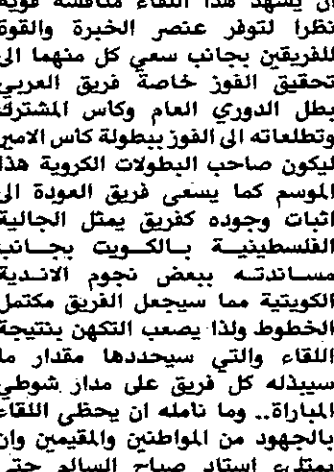 ان يشهد هذا اللقاء منافسة قوية
نظرا لتوفر عنصر الخبرة والقوة
للفريقين بجانب سعي كل منهما الى
تحقيق الفوز خاصة فريق العربي
بطل الدوري العام وكاس المشترك
وتطلعاته الى الفوز ببطولة كاس الامير
ليكون صاحب البطولات الكروية هذا
الموسم كما يسعى فريق العودة الى
اثبات وجوده كفريق يمثل الجالية
الفلسطينية بالكويت بجانب
مساندته ببعض نجوم الاندية
الكويتية مما سيجعل الفريق مكتمل
الخطوط ولذا يصعب التكهن بنتيجة
اللقاء والتي سيحددها مقدار ما
سيبذله كل فريق على مدار شوطي
المباراة.. وما نامله ان يحظى اللقاء
بالجهود من المواطنين والمقيمين وان
يمتلىء استاد صباح السالم حتى